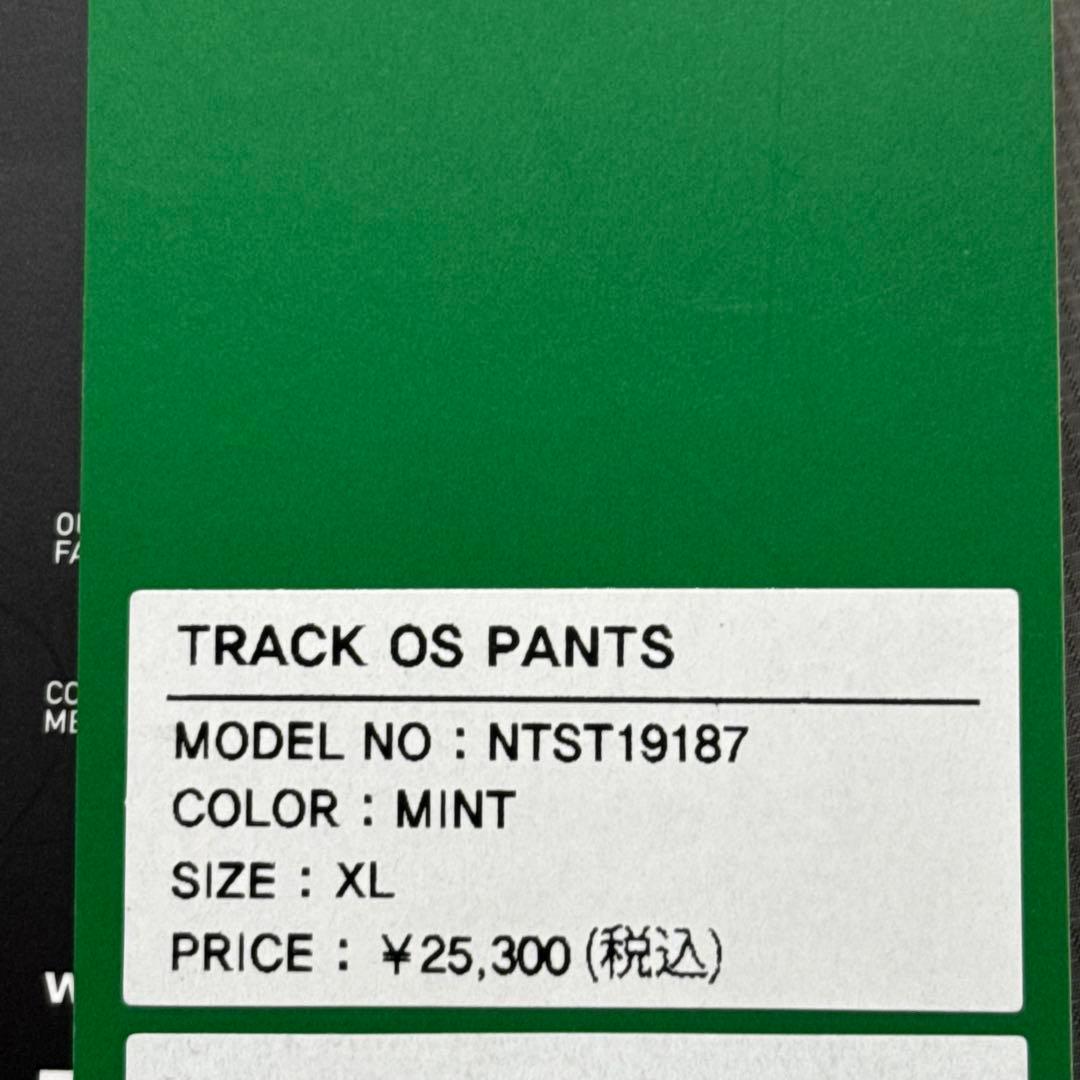 TRACK OS PANTS
MODEL NO : NTST19187
COLOR : MINT
SIZE : XL
PRICE : ¥25,300 (税込)